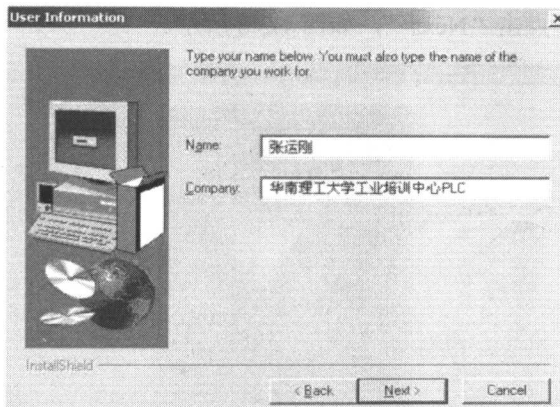 User Information
Type your name below. You must also type the name of the
company you work for.
Name:
张运刚
Company:
华南理工大学工业培训中心PLC
InstallShield
< Back
Next >
Cancel